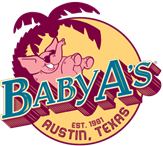 BABY A'S
EST. 1981
AUSTIN, TEXAS